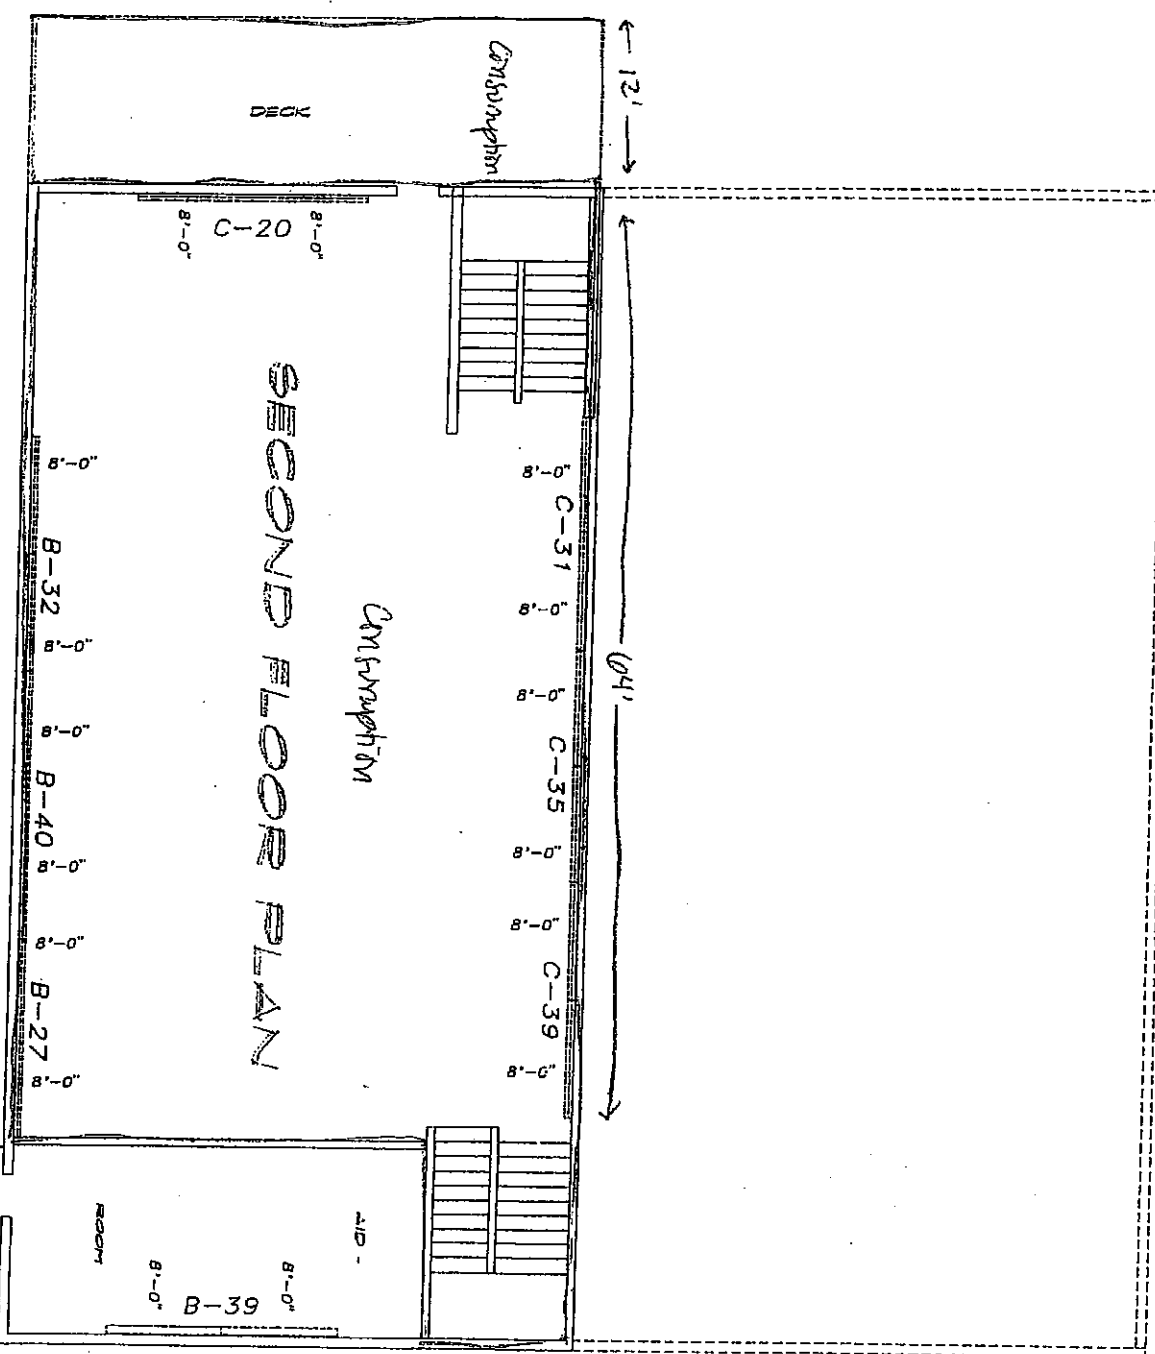 ← 12' →
Consumption
DECK
8'-0" C-20 8'-0"
SECOND FLOOR PLAN
Consumption
← 64' →
8'-0"
C-31
8'-0"
8'-0"
C-35
8'-0"
8'-0"
C-39
8'-0"
8'-0"
B-32
8'-0"
8'-0"
B-40
8'-0"
8'-0"
B-27
8'-0"
ROOM
8'-0" B-39 8'-0"